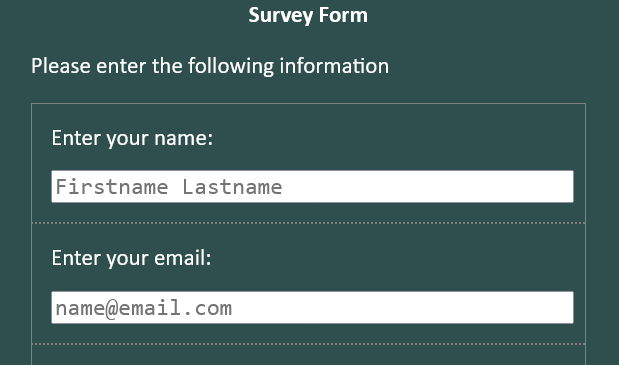 Survey Form
Please enter the following information
Enter your name:
Firstname Lastname
Enter your email:
name@email.com